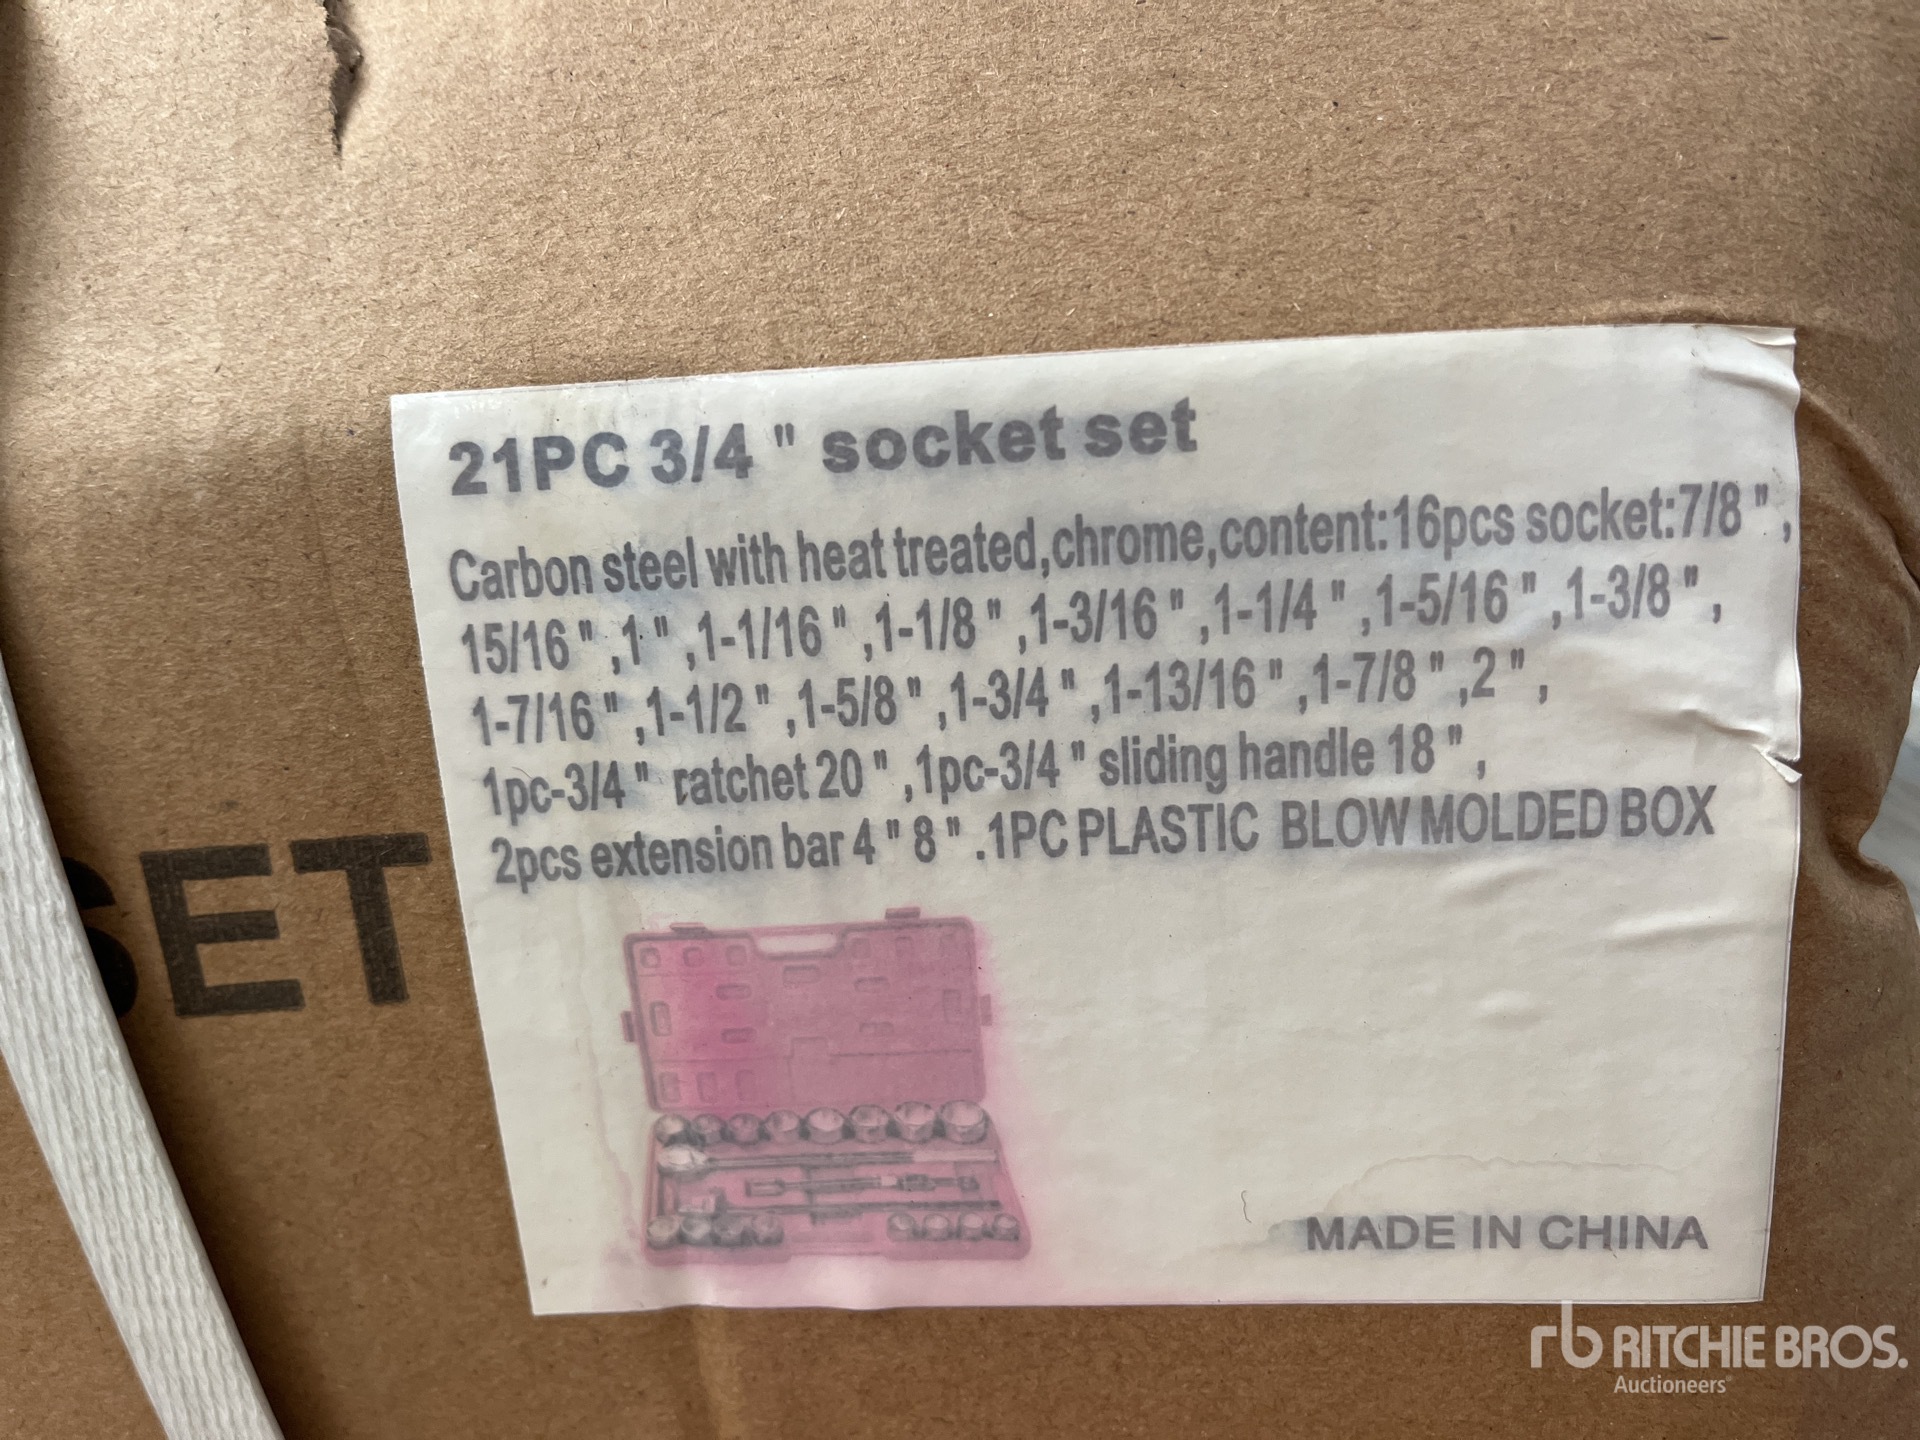 21PC 3/4 " socket set
Carbon steel with heat treated,chrome,content:16pcs socket:7/8 ",
15/16 ",1 ",1-1/16 ",1-1/8 ",1-3/16 ",1-1/4 ",1-5/16 ",1-3/8 ",
1-7/16 ",1-1/2 ",1-5/8 ",1-3/4 ",1-13/16 ",1-7/8 ",2 ",
1pc-3/4 " ratchet 20 ",1pc-3/4 " sliding handle 18 ",
2pcs extension bar 4 " 8 ".1PC PLASTIC BLOW MOLDED BOX
SET
MADE IN CHINA
rb RITCHIE BROS.
Auctioneers